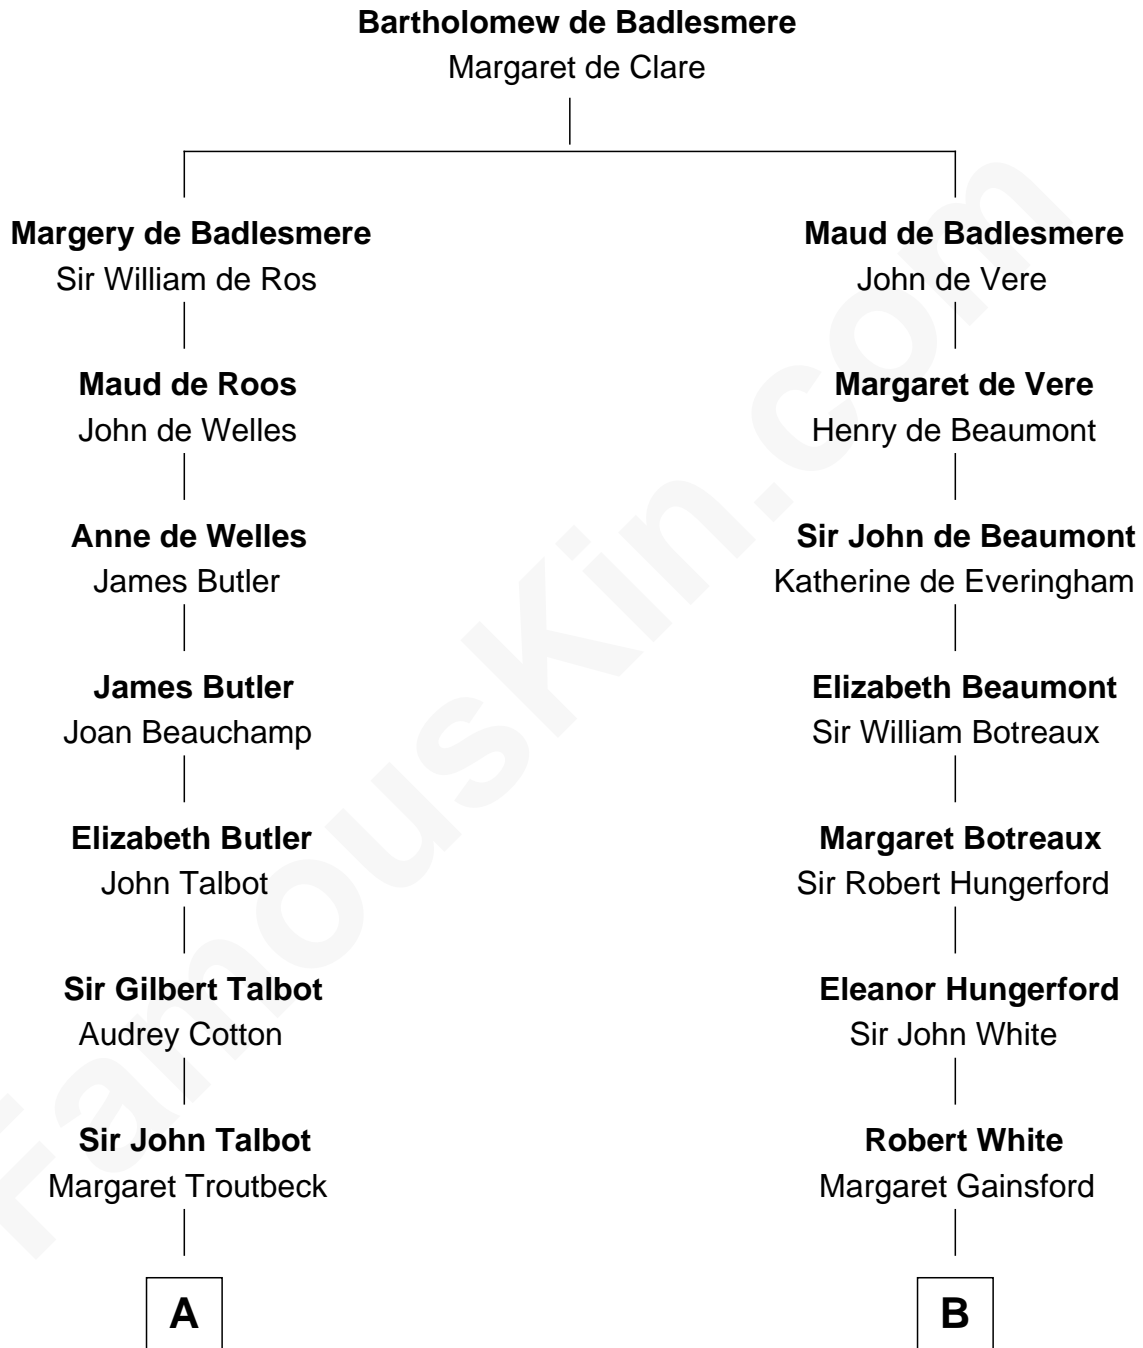 Bartholomew de Badlesmere
Margaret de Clare
Margery de Badlesmere
Sir William de Ros
Maud de Badlesmere
John de Vere
Maud de Roos
John de Welles
Margaret de Vere
Henry de Beaumont
Anne de Welles
James Butler
Sir John de Beaumont
Katherine de Everingham
James Butler
Joan Beauchamp
Elizabeth Beaumont
Sir William Botreaux
Elizabeth Butler
John Talbot
Margaret Botreaux
Sir Robert Hungerford
Sir Gilbert Talbot
Audrey Cotton
Eleanor Hungerford
Sir John White
Sir John Talbot
Margaret Troutbeck
Robert White
Margaret Gainsford
A
B
FamousKin.com